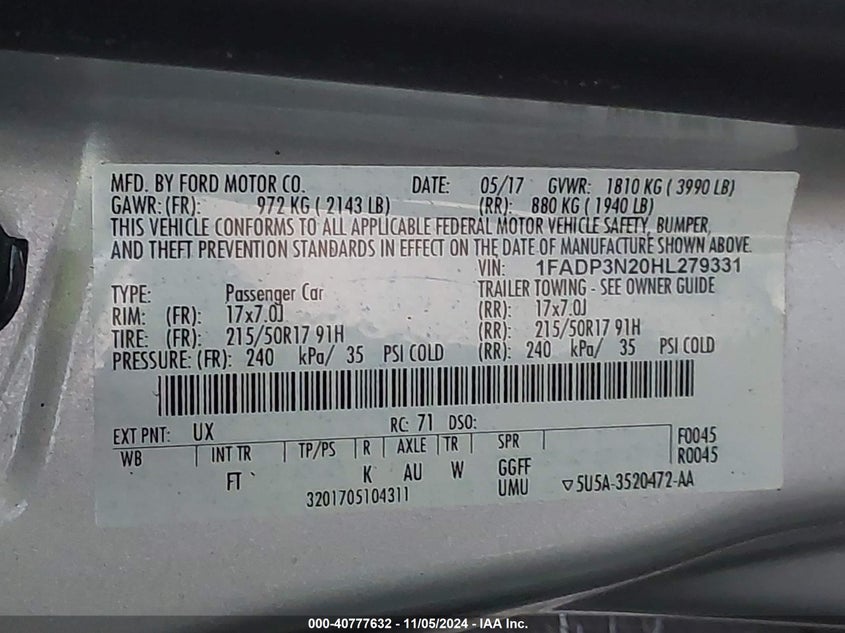 MFD. BY FORD MOTOR CO. DATE: 05/17 GVWR: 1810 KG ( 3990 LB)
GAWR:(FR): 972 KG ( 2143 LB) (RR): 880 KG ( 1940 LB)
THIS VEHICLE CONFORMS TO ALL APPLICABLE FEDERAL MOTOR VEHICLE SAFETY, BUMPER,
AND THEFT PREVENTION STANDARDS IN EFFECT ON THE DATE OF MANUFACTURE SHOWN ABOVE.
VIN: 1FADP3N20HL279331
TYPE: Passenger Car TRAILER TOWING - SEE OWNER GUIDE
RIM: (FR): 17x7.0J (RR): 17x7.0J
TIRE: (FR): 215/50R17 91H (RR): 215/50R17 91H
PRESSURE: (FR): 240 kPa/ 35 PSI COLD (RR): 240 kPa/ 35 PSI COLD
EXT PNT: UX RC: 71 DSO:
WB INT TR TP/PS R AXLE TR SPR F0045
FT K AU W GGFF R0045
3201705104311 UMU ▽5U5A-3520472-AA
000-40777632 - 11/05/2024 - IAA Inc.